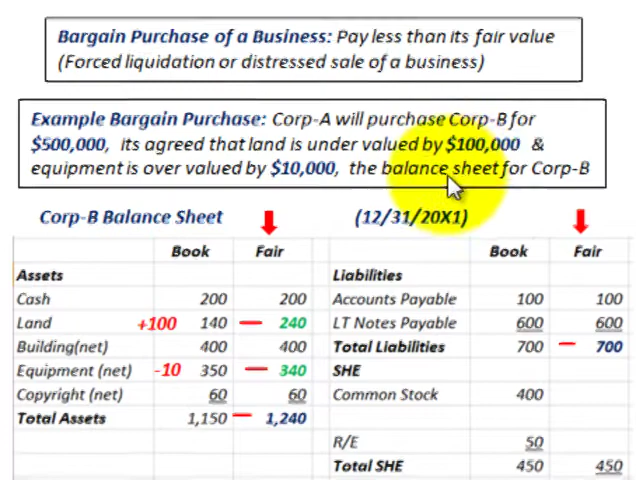 Bargain Purchase of a Business: Pay less than its fair value
(Forced liquidation or distressed sale of a business)
Example Bargain Purchase: Corp-A will purchase Corp-B for
$500,000, its agreed that land is under valued by $100,000 &
equipment is over valued by $10,000, the balance sheet for Corp-B
Corp-B Balance Sheet (12/31/20X1)
Book Fair Book Fair
Assets Liabilities
Cash 200 200 Accounts Payable 100 100
Land +100 140 — 240 LT Notes Payable 600 600
Building(net) 400 400 Total Liabilities 700 — 700
Equipment (net) -10 350 — 340 SHE
Copyright (net) 60 60 Common Stock 400
Total Assets 1,150 — 1,240
R/E 50
Total SHE 450 450